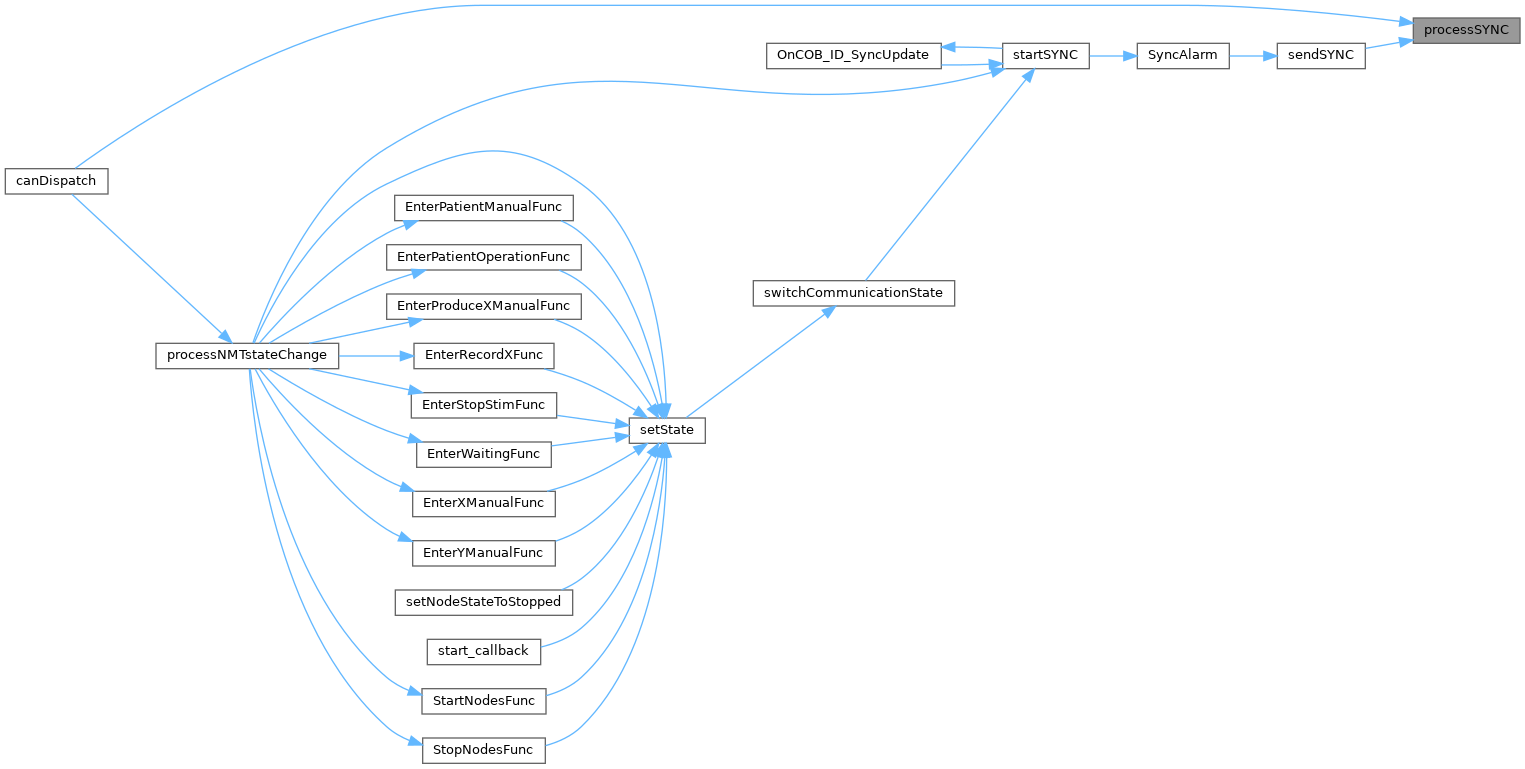 processSYNC
OnCOB_ID_SyncUpdate
startSYNC
SyncAlarm
sendSYNC
canDispatch
EnterPatientManualFunc
EnterPatientOperationFunc
switchCommunicationState
EnterProduceXManualFunc
processNMTstateChange
EnterRecordXFunc
EnterStopStimFunc
setState
EnterWaitingFunc
EnterXManualFunc
EnterYManualFunc
setNodeStateToStopped
start_callback
StartNodesFunc
StopNodesFunc